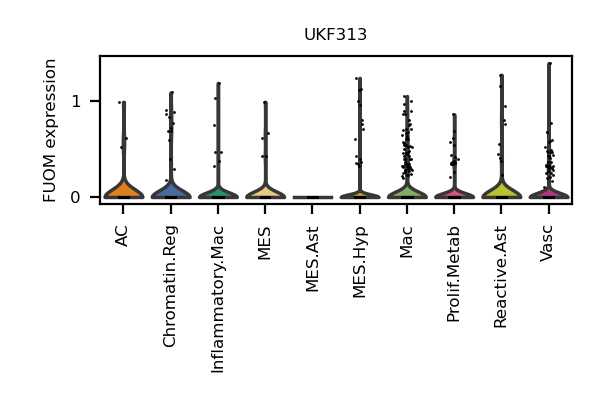 UKF313
FUOM expression
1
0
AC
Chromatin.Reg
Inflammatory.Mac
MES
MES.Ast
MES.Hyp
Mac
Prolif.Metab
Reactive.Ast
Vasc